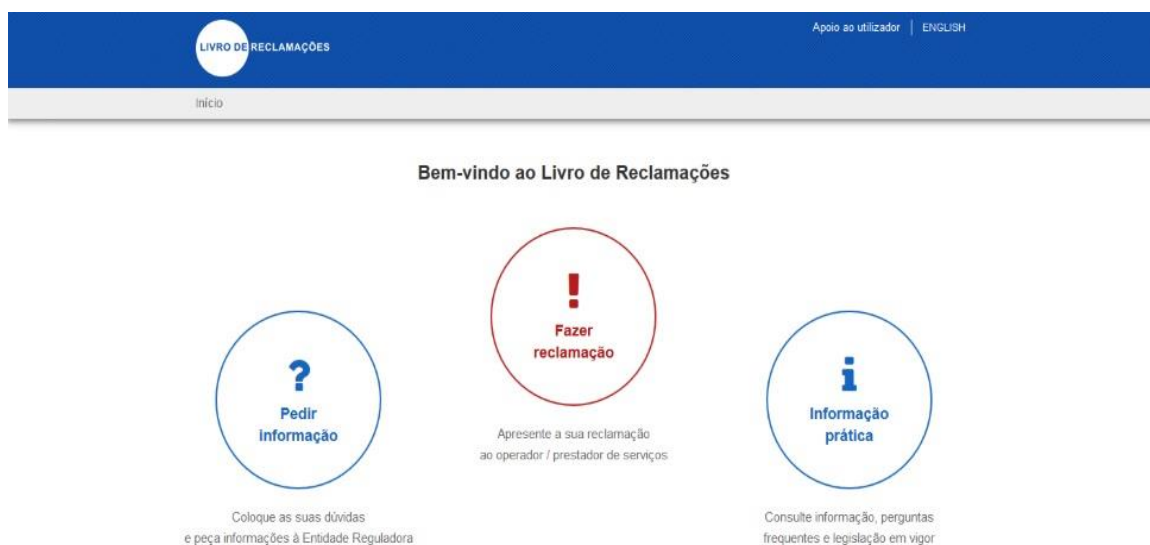 LIVRO DE RECLAMAÇÕES
Apoio ao utilizador | ENGLISH
Início
Bem-vindo ao Livro de Reclamações
!
Fazer
reclamação
Apresente a sua reclamação
ao operador / prestador de serviços
?
Pedir
informação
Coloque as suas dúvidas
e peça informações à Entidade Reguladora
i
Informação
prática
Consulte informação, perguntas
frequentes e legislação em vigor